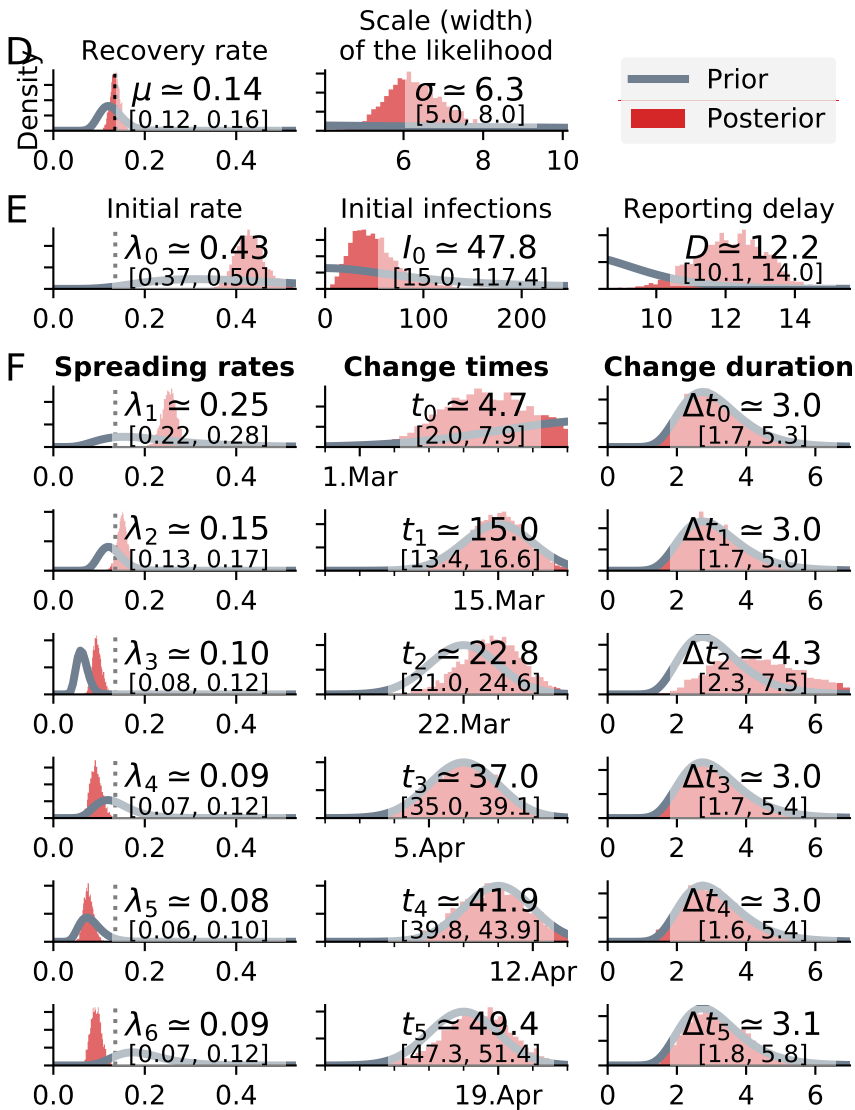 D
Density
Recovery rate
μ ≃ 0.14
[0.12, 0.16]
0.0 0.2 0.4
Scale (width)
of the likelihood
σ ≃ 6.3
[5.0, 8.0]
6 8 10
Prior
Posterior
E
Initial rate
λ₀ ≃ 0.43
[0.37, 0.50]
0.0 0.2 0.4
Initial infections
I₀ ≃ 47.8
[15.0, 117.4]
0 100 200
Reporting delay
D ≃ 12.2
[10.1, 14.0]
10 12 14
F
Spreading rates
Change times
Change duration
λ₁ ≃ 0.25
[0.22, 0.28]
0.0 0.2 0.4
t₀ ≃ 4.7
[2.0, 7.9]
1.Mar
Δt₀ ≃ 3.0
[1.7, 5.3]
0 2 4 6
λ₂ ≃ 0.15
[0.13, 0.17]
0.0 0.2 0.4
t₁ ≃ 15.0
[13.4, 16.6]
15.Mar
Δt₁ ≃ 3.0
[1.7, 5.0]
0 2 4 6
λ₃ ≃ 0.10
[0.08, 0.12]
0.0 0.2 0.4
t₂ ≃ 22.8
[21.0, 24.6]
22.Mar
Δt₂ ≃ 4.3
[2.3, 7.5]
0 2 4 6
λ₄ ≃ 0.09
[0.07, 0.12]
0.0 0.2 0.4
t₃ ≃ 37.0
[35.0, 39.1]
5.Apr
Δt₃ ≃ 3.0
[1.7, 5.4]
0 2 4 6
λ₅ ≃ 0.08
[0.06, 0.10]
0.0 0.2 0.4
t₄ ≃ 41.9
[39.8, 43.9]
12.Apr
Δt₄ ≃ 3.0
[1.6, 5.4]
0 2 4 6
λ₆ ≃ 0.09
[0.07, 0.12]
0.0 0.2 0.4
t₅ ≃ 49.4
[47.3, 51.4]
19.Apr
Δt₅ ≃ 3.1
[1.8, 5.8]
0 2 4 6